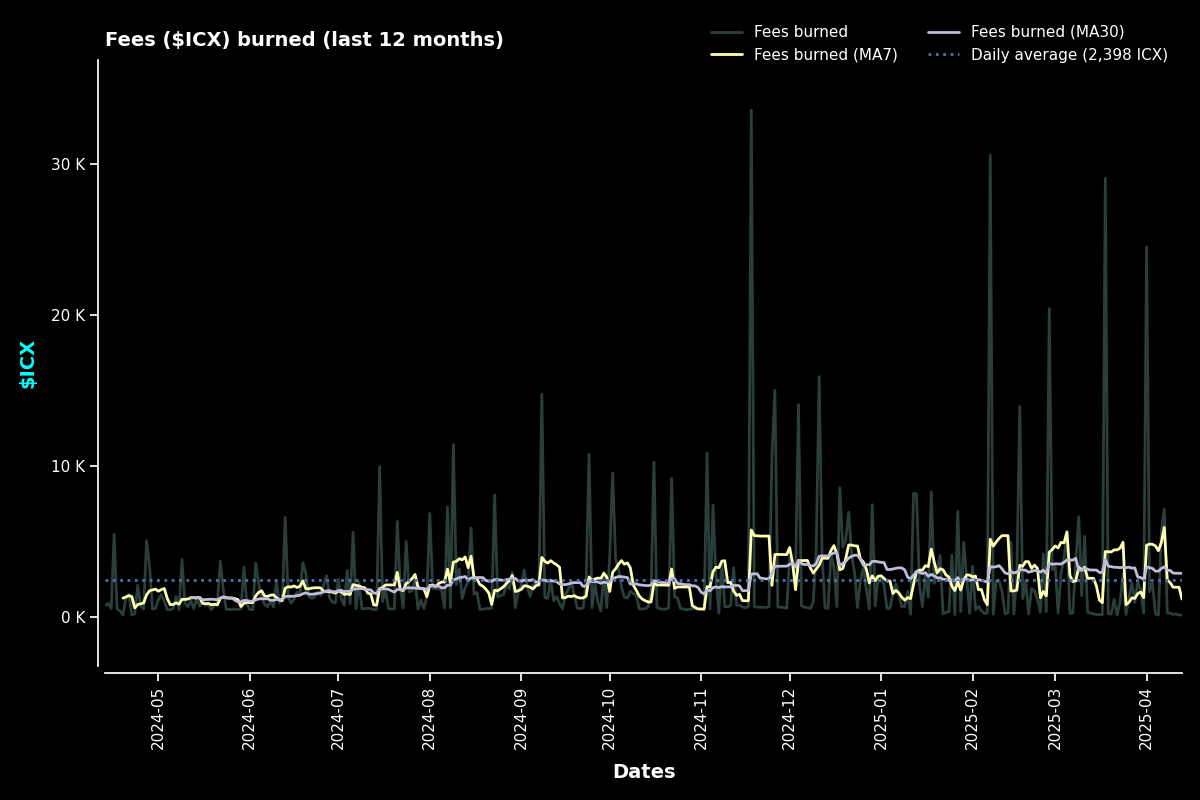 Fees ($ICX) burned (last 12 months)
Fees burned
Fees burned (MA7)
Fees burned (MA30)
Daily average (2,398 ICX)
$ICX
30 K
20 K
10 K
0 K
2024-05
2024-06
2024-07
2024-08
2024-09
2024-10
2024-11
2024-12
2025-01
2025-02
2025-03
2025-04
Dates